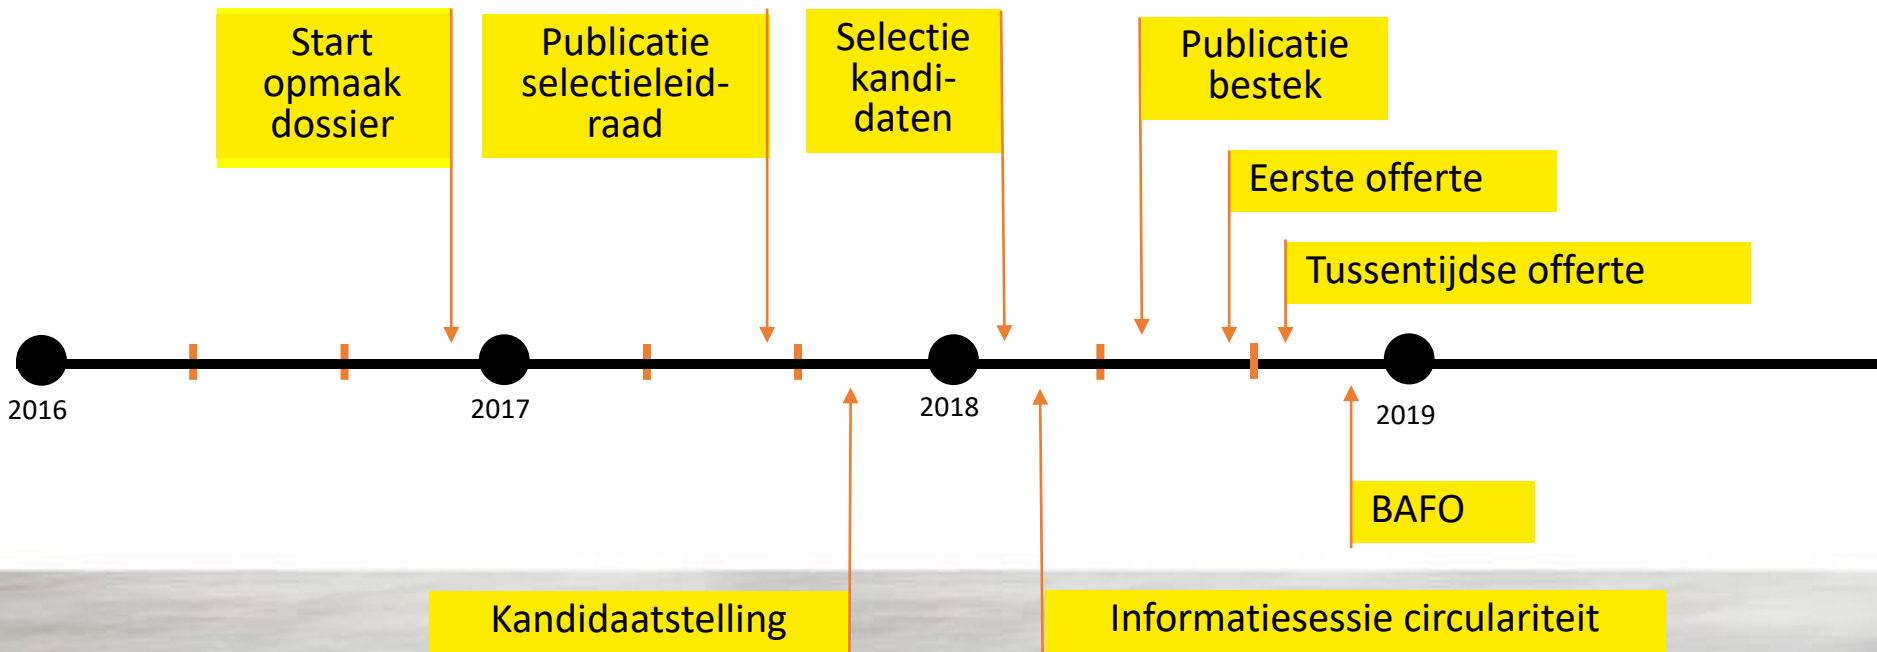 Start
opmaak
dossier
Publicatie
selectieleid-
raad
Selectie
kandi-
daten
Publicatie
bestek
Eerste offerte
Tussentijdse offerte
2016
2017
2018
2019
BAFO
Kandidaatstelling
Informatiesessie circulariteit